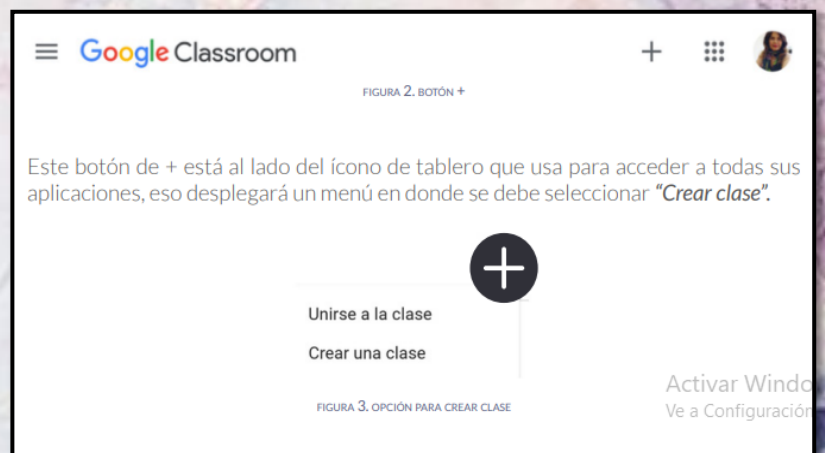 Google Classroom
FIGURA 2. BOTÓN +
Este botón de + está al lado del ícono de tablero que usa para acceder a todas sus
aplicaciones, eso desplegará un menú en donde se debe seleccionar “Crear clase”.
Unirse a la clase
Crear una clase
FIGURA 3. OPCIÓN PARA CREAR CLASE
Activar Windo
Ve a Configuración